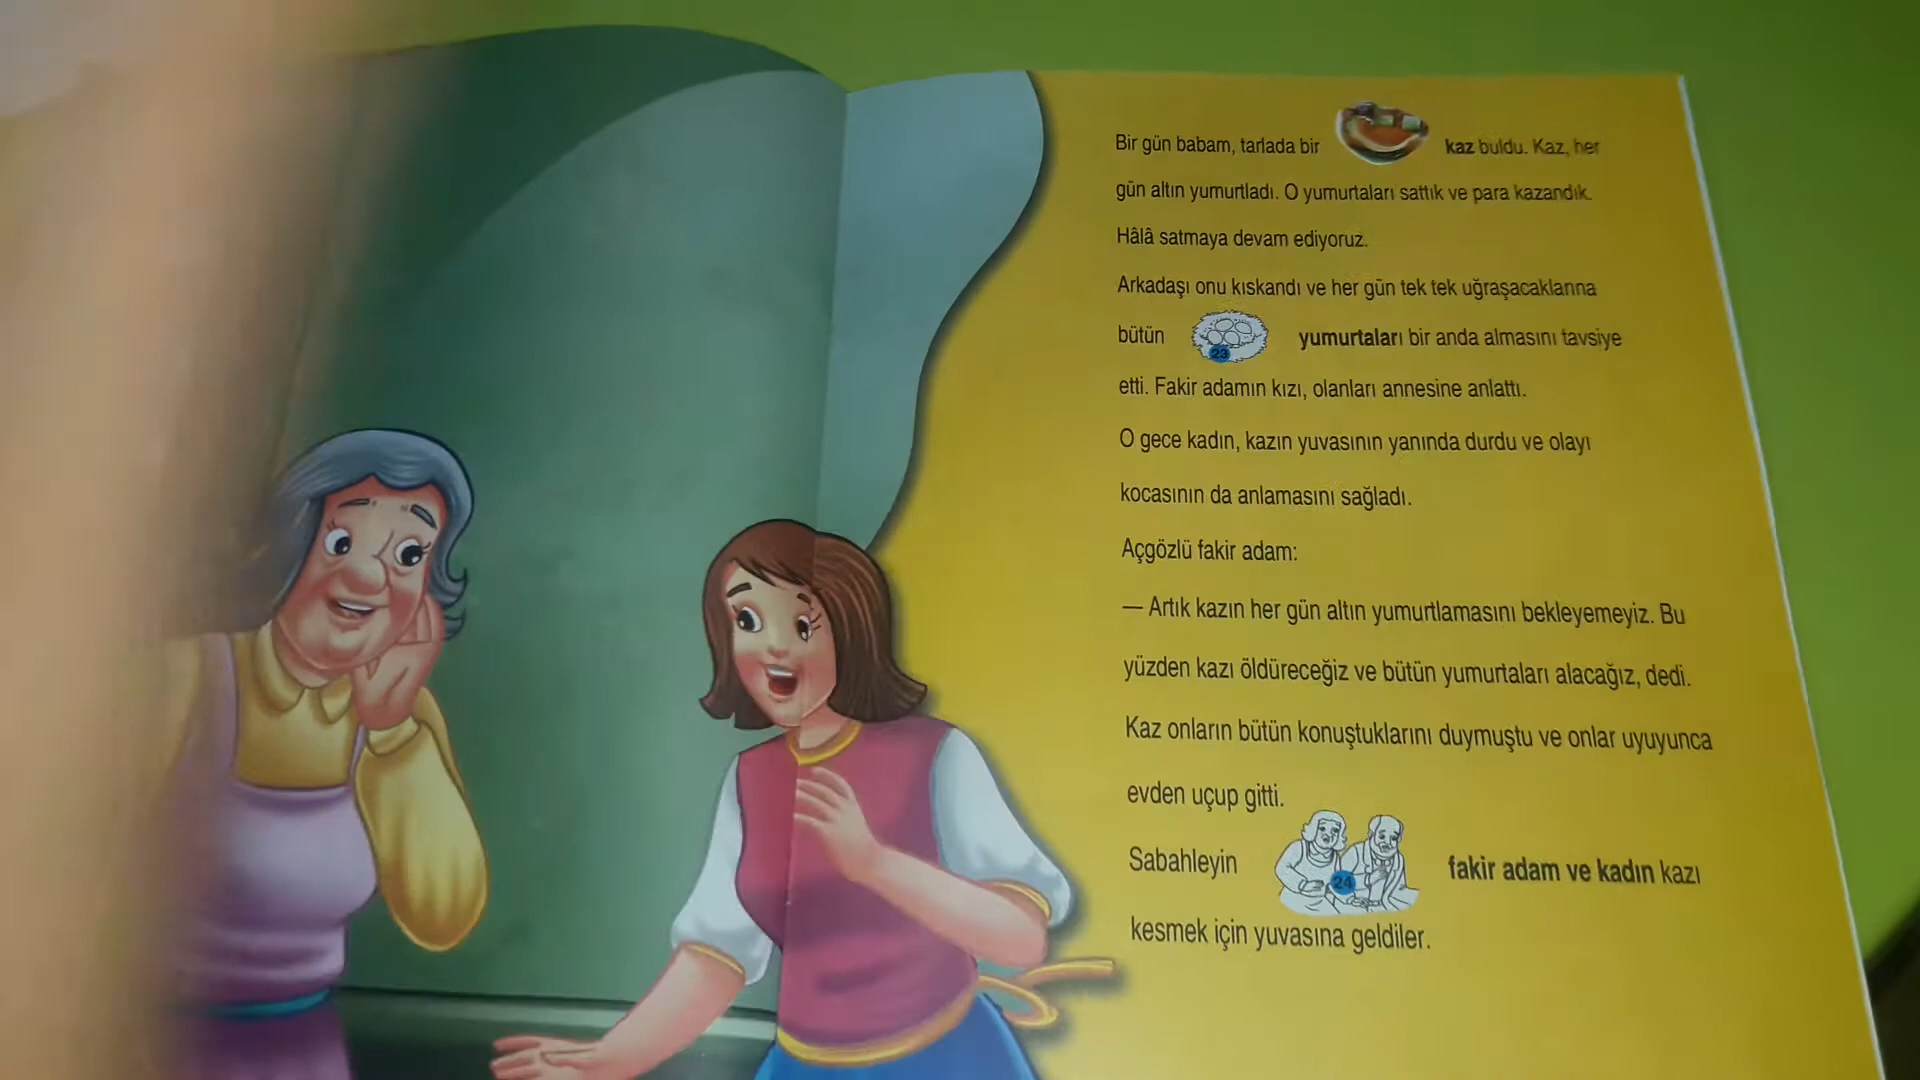 Bir gün babam, tarlada bir kaz buldu. Kaz, her
gün altın yumurtladı. O yumurtaları sattık ve para kazandık.
Hâlâ satmaya devam ediyoruz.
Arkadaşı onu kıskandı ve her gün tek tek uğraşacaklarına
bütün 23 yumurtaları bir anda almasını tavsiye
etti. Fakir adamın kızı, olanları annesine anlattı.
O gece kadın, kazın yuvasının yanında durdu ve olayı
kocasının da anlamasını sağladı.
Açgözlü fakir adam:
— Artık kazın her gün altın yumurtlamasını bekleyemeyiz. Bu
yüzden kazı öldüreceğiz ve bütün yumurtaları alacağız, dedi.
Kaz onların bütün konuştuklarını duymuştu ve onlar uyuyunca
evden uçup gitti.
Sabahleyin 24 fakir adam ve kadın kazı
kesmek için yuvasına geldiler.